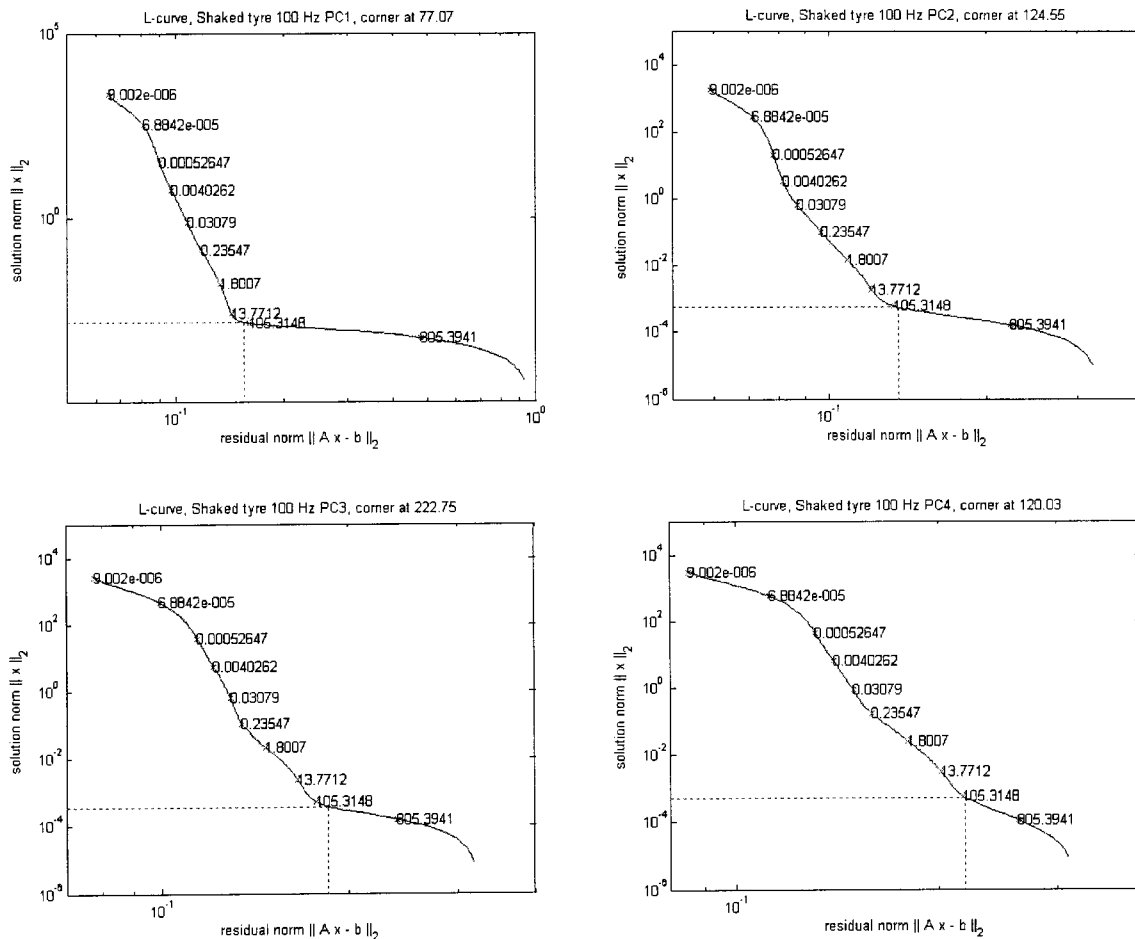 L-curve, Shaked tyre 100 Hz PC1, corner at 77.07
10^5
9.002e-006
6.8842e-005
0.00052647
0.0040262
10^0
0.03079
0.23547
1.8007
13.7712
105.3148
805.3941
solution norm || x ||_2
10^-1
10^0
residual norm || A x - b ||_2
L-curve, Shaked tyre 100 Hz PC2, corner at 124.55
10^4
9.002e-006
10^2
6.8842e-005
0.00052647
0.0040262
10^0
0.03079
0.23547
10^-2
1.8007
13.7712
105.3148
10^-4
805.3941
10^-6
solution norm || x ||_2
10^-1
residual norm || A x - b ||_2
L-curve, Shaked tyre 100 Hz PC3, corner at 222.75
10^4
9.002e-006
6.8842e-005
10^2
0.00052647
0.0040262
10^0
0.03079
0.23547
1.8007
10^-2
13.7712
105.3148
10^-4
805.3941
10^-6
solution norm || x ||_2
10^-1
residual norm || A x - b ||_2
L-curve, Shaked tyre 100 Hz PC4, corner at 120.03
10^4
9.002e-006
6.8842e-005
10^2
0.00052647
0.0040262
10^0
0.03079
0.23547
1.8007
10^-2
13.7712
105.3148
10^-4
805.3941
10^-6
solution norm || x ||_2
10^-1
residual norm || A x - b ||_2